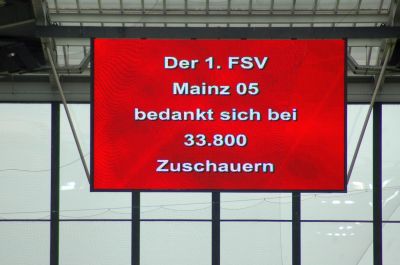 Der 1. FSV
Mainz 05
bedankt sich bei
33.800
Zuschauern